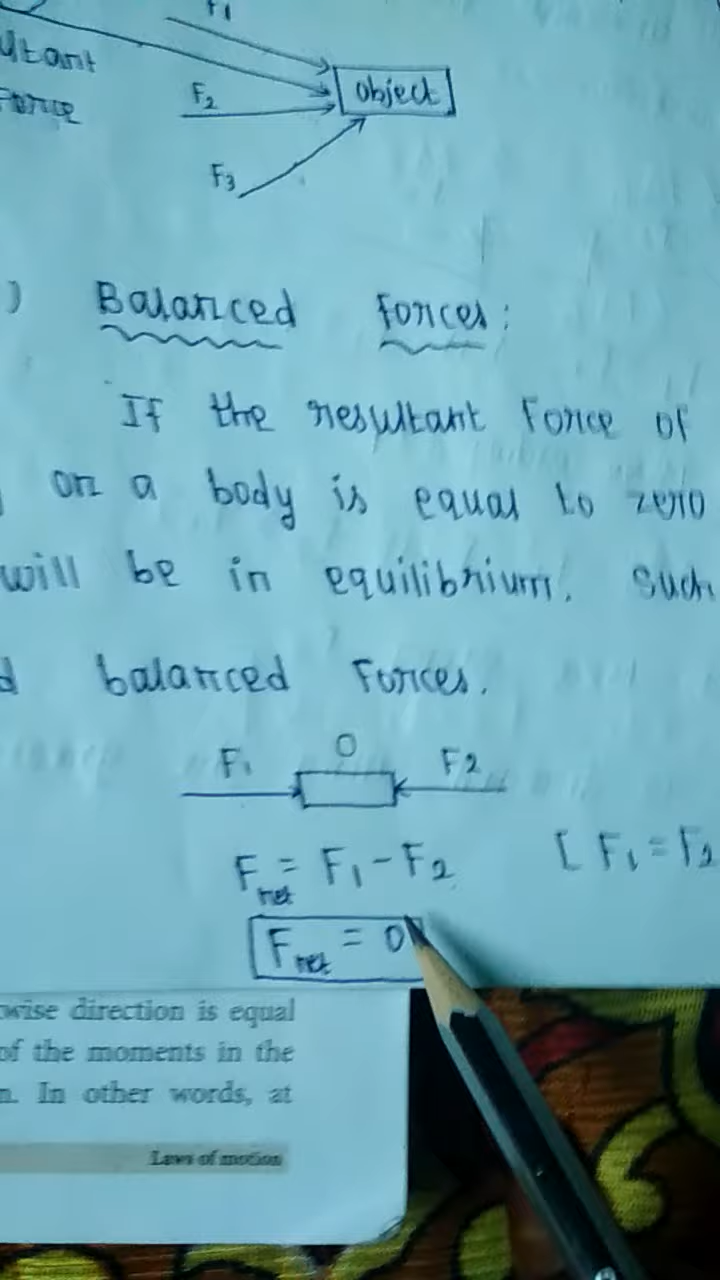 F1
ultant
Force
F2
object
F3
) Balanced Forces:
If the resultant Force of
on a body is equal to zero
will be in equilibrium. Such
d balanced Forces.
F1 O F2
Fnet = F1 - F2 [ F1 = F2
Fnet = 0
wise direction is equal
of the moments in the
n. In other words, at
Laws of motion